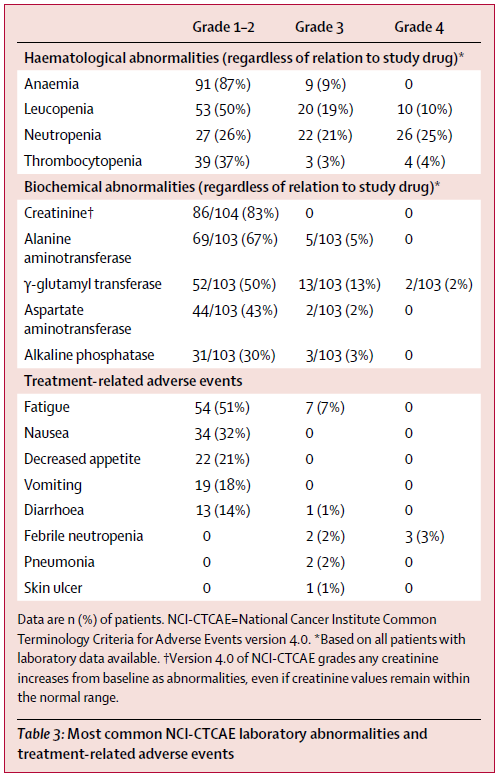 Grade 1–2 Grade 3 Grade 4
Haematological abnormalities (regardless of relation to study drug)*
Anaemia 91 (87%) 9 (9%) 0
Leucopenia 53 (50%) 20 (19%) 10 (10%)
Neutropenia 27 (26%) 22 (21%) 26 (25%)
Thrombocytopenia 39 (37%) 3 (3%) 4 (4%)
Biochemical abnormalities (regardless of relation to study drug)*
Creatinine† 86/104 (83%) 0 0
Alanine 69/103 (67%) 5/103 (5%) 0
aminotransferase
γ-glutamyl transferase 52/103 (50%) 13/103 (13%) 2/103 (2%)
Aspartate 44/103 (43%) 2/103 (2%) 0
aminotransferase
Alkaline phosphatase 31/103 (30%) 3/103 (3%) 0
Treatment-related adverse events
Fatigue 54 (51%) 7 (7%) 0
Nausea 34 (32%) 0 0
Decreased appetite 22 (21%) 0 0
Vomiting 19 (18%) 0 0
Diarrhoea 13 (14%) 1 (1%) 0
Febrile neutropenia 0 2 (2%) 3 (3%)
Pneumonia 0 2 (2%) 0
Skin ulcer 0 1 (1%) 0
Data are n (%) of patients. NCI-CTCAE=National Cancer Institute Common
Terminology Criteria for Adverse Events version 4.0. *Based on all patients with
laboratory data available. †Version 4.0 of NCI-CTCAE grades any creatinine
increases from baseline as abnormalities, even if creatinine values remain within
the normal range.
Table 3: Most common NCI-CTCAE laboratory abnormalities and
treatment-related adverse events